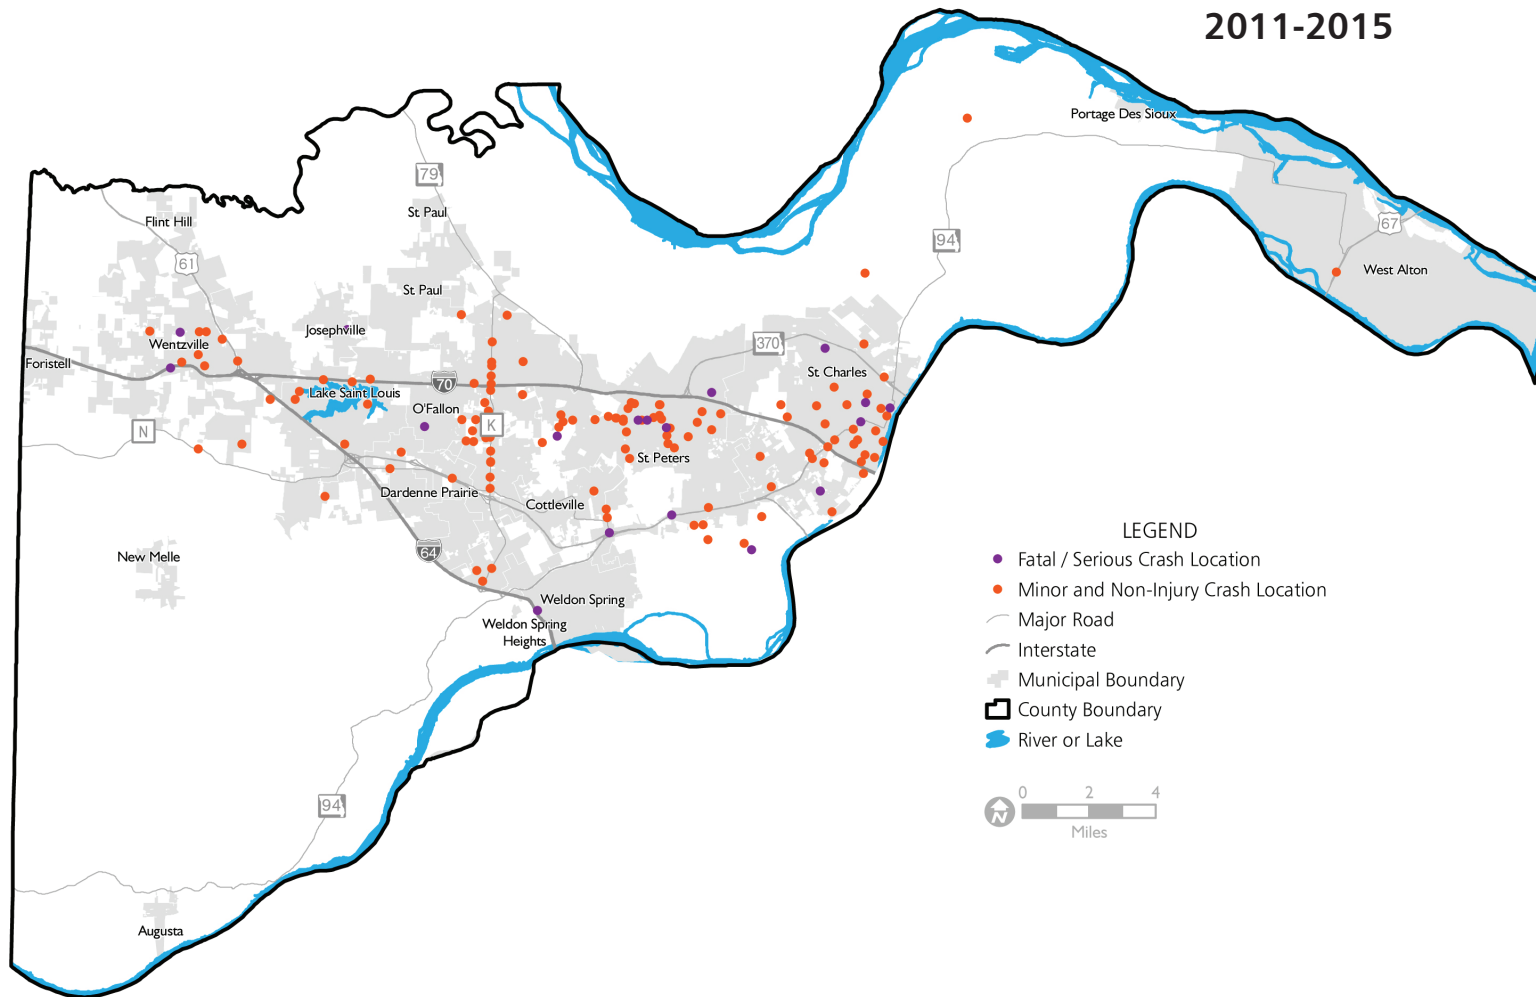 2011-2015
Portage Des Sioux
79
St Paul
Flint Hill
67
94
61
West Alton
St Paul
Josephville
370
Wentzville
Foristell
St Charles
70
Lake Saint Louis
O'Fallon
K
N
St Peters
Dardenne Prairie
Cottleville
64
New Melle
Weldon Spring
Weldon Spring
Heights
94
Augusta
LEGEND
Fatal / Serious Crash Location
Minor and Non-Injury Crash Location
Major Road
Interstate
Municipal Boundary
County Boundary
River or Lake
N
0 2 4
Miles